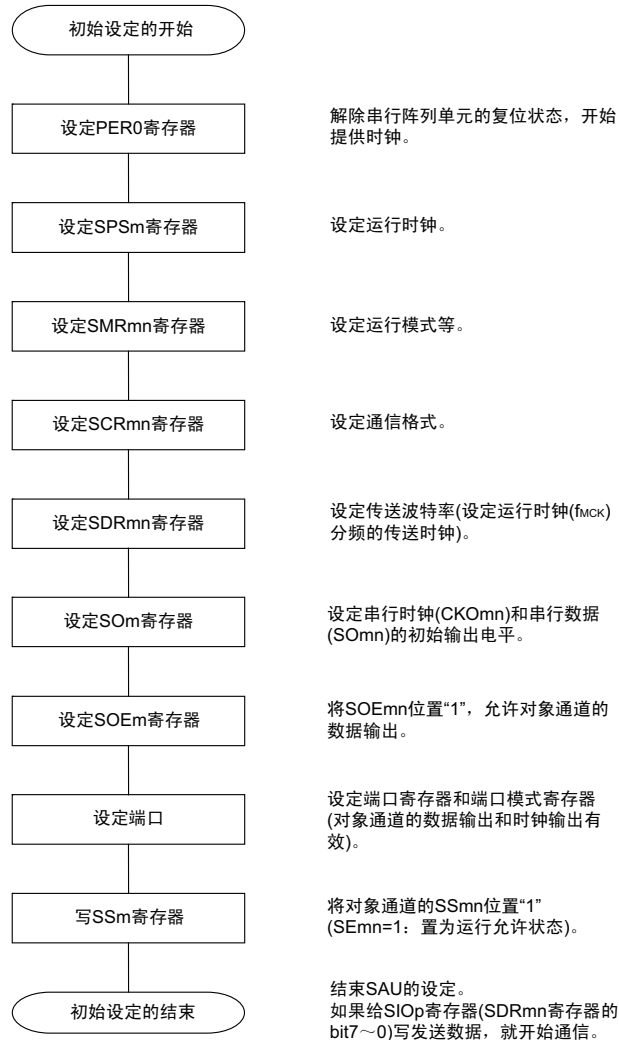 初始设定的开始
设定PER0寄存器
解除串行阵列单元的复位状态，开始
提供时钟。
设定SPSm寄存器
设定运行时钟。
设定SMRmn寄存器
设定运行模式等。
设定SCRmn寄存器
设定通信格式。
设定SDRmn寄存器
设定传送波特率(设定运行时钟(fMCK)
分频的传送时钟)。
设定SOm寄存器
设定串行时钟(CKOmn)和串行数据
(SOmn)的初始输出电平。
设定SOEm寄存器
将SOEmn位置“1”，允许对象通道的
数据输出。
设定端口
设定端口寄存器和端口模式寄存器
(对象通道的数据输出和时钟输出有
效)。
写SSm寄存器
将对象通道的SSmn位置“1”
(SEmn=1：置为运行允许状态)。
初始设定的结束
结束SAU的设定。
如果给SIOp寄存器(SDRmn寄存器的
bit7～0)写发送数据，就开始通信。